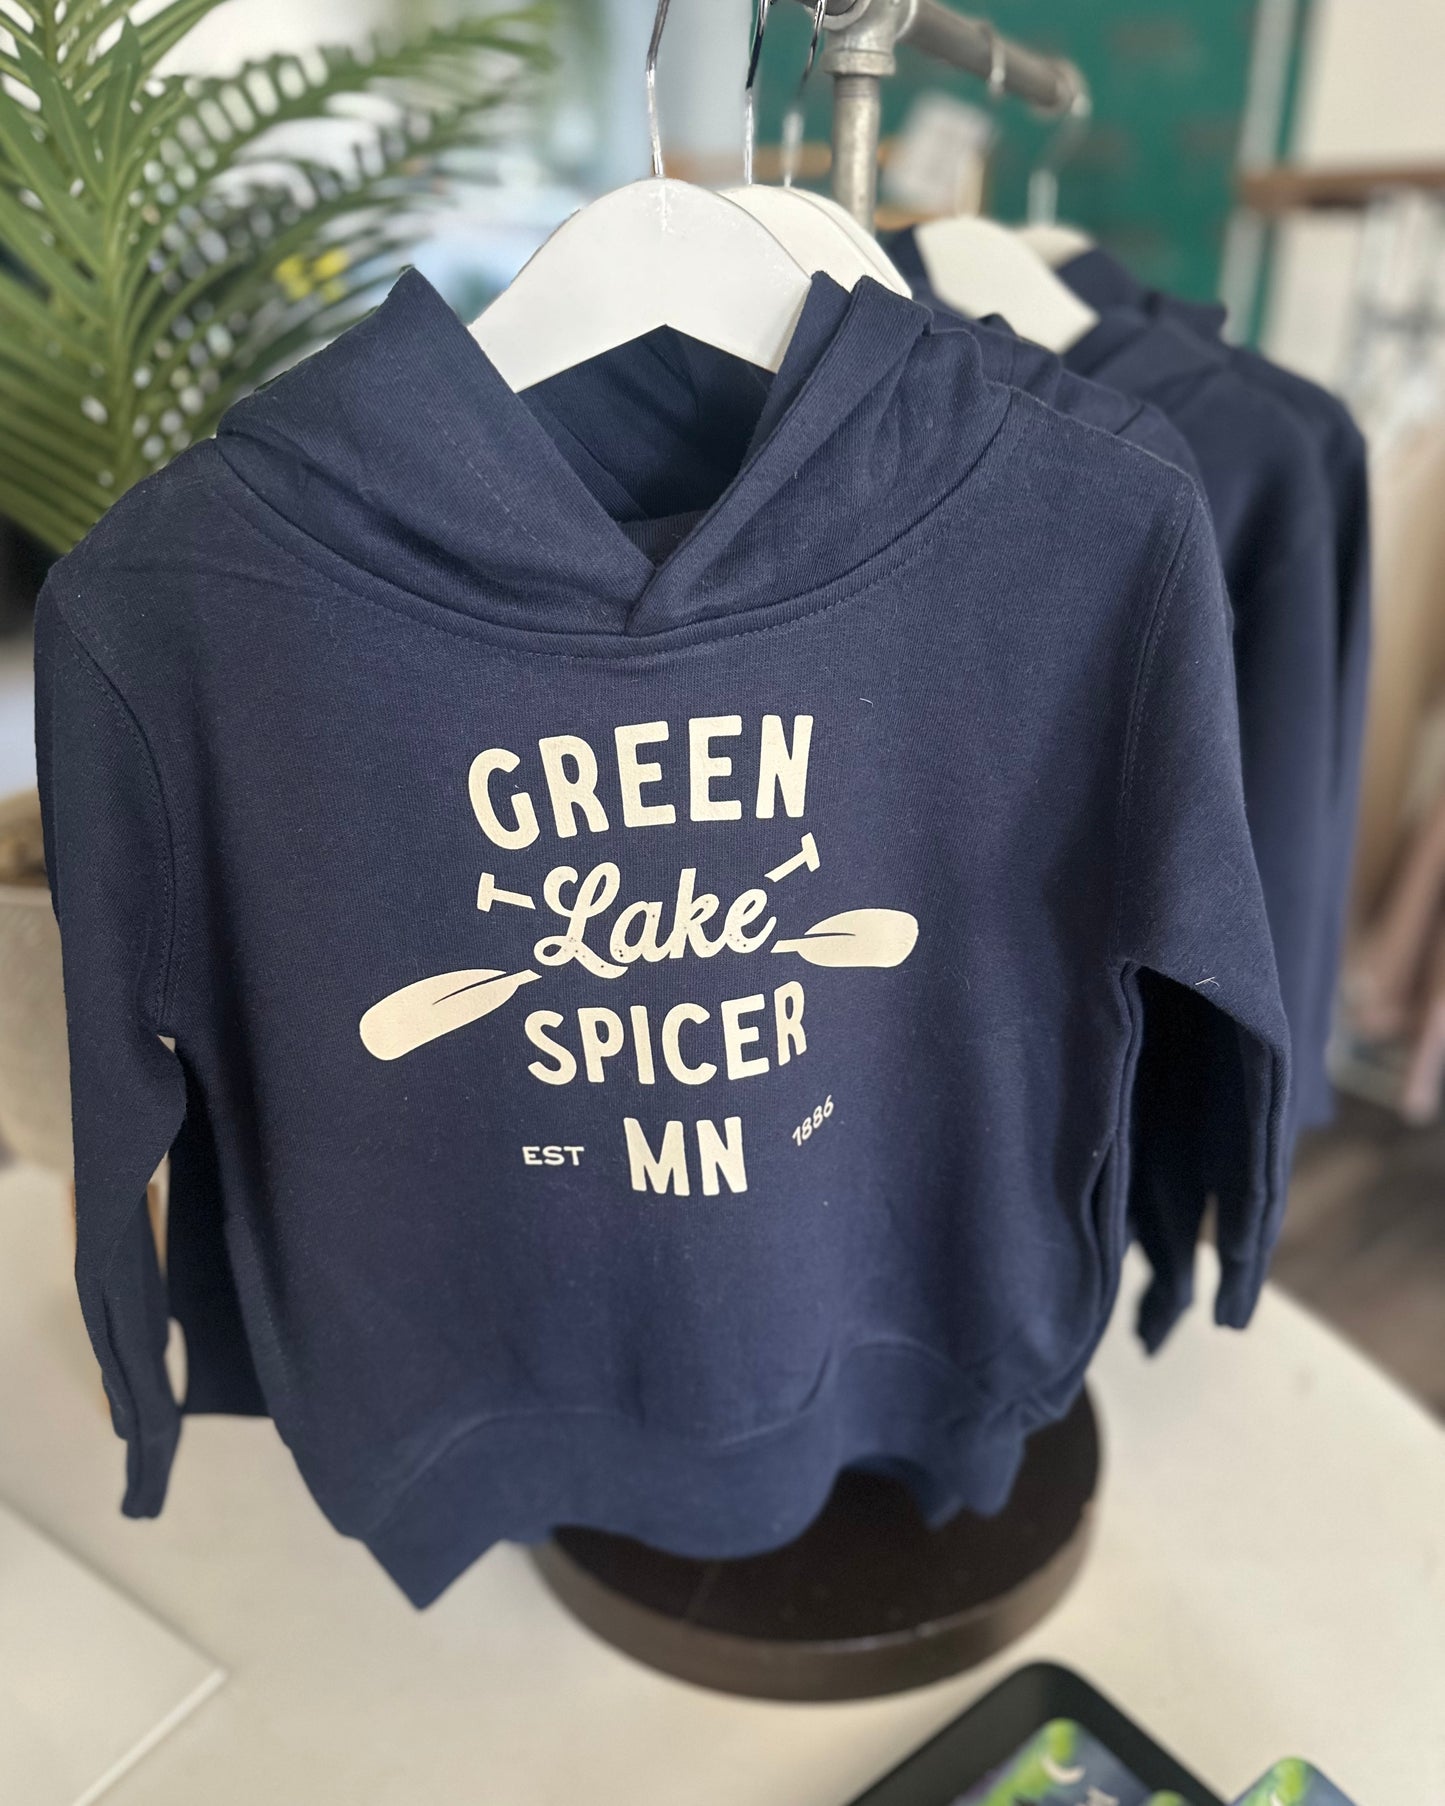 GREEN
Lake
SPICER
EST MN 1886